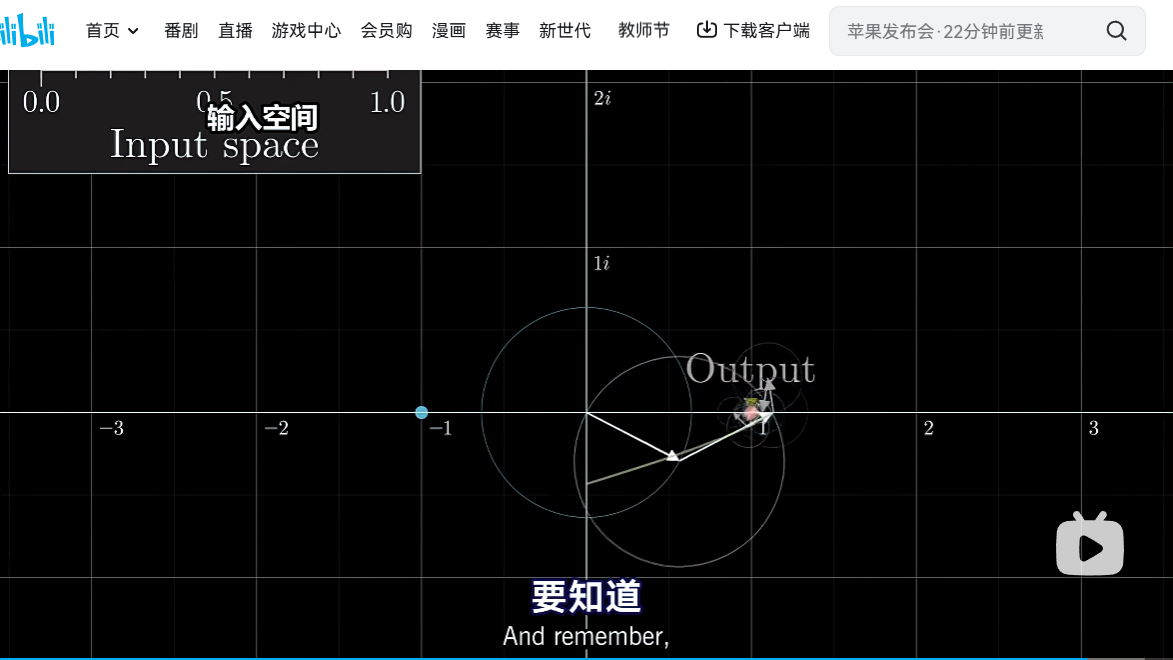 bilibili 首页 番剧 直播 游戏中心 会员购 漫画 赛事 新世代 教师节 下载客户端 苹果发布会·22分钟前更新
0.0 0.5 1.0
输入空间
Input space
2i
1i
Output
−3 −2 −1 1 2 3
要知道
And remember,